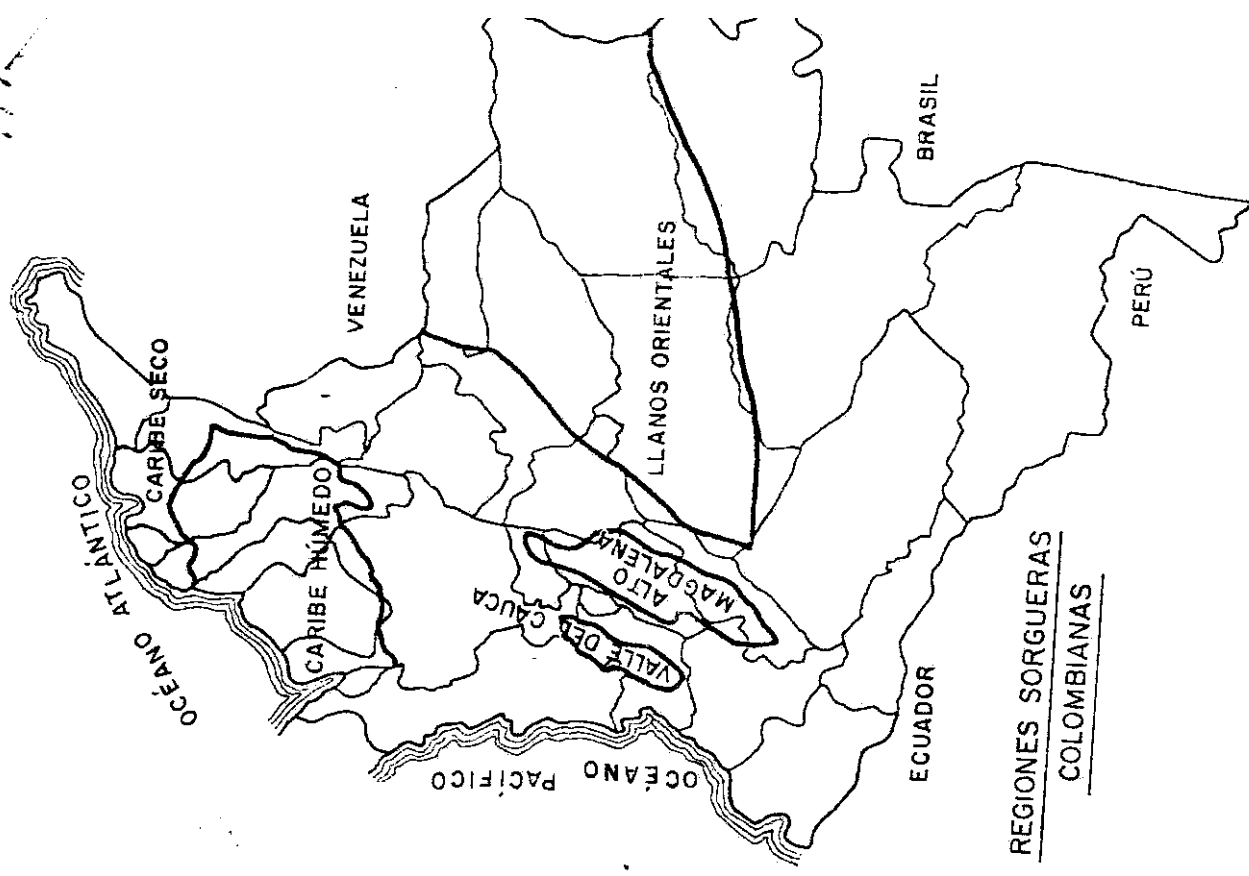 OCÉANO ATLÁNTICO
CARIBE SECO
CARIBE HÚMEDO
VENEZUELA
LLANOS ORIENTALES
ALTO
MAGDALENA
VALLE DEL
CAUCA
OCÉANO
PACÍFICO
BRASIL
ECUADOR
PERÚ
REGIONES SORGUERAS
COLOMBIANAS